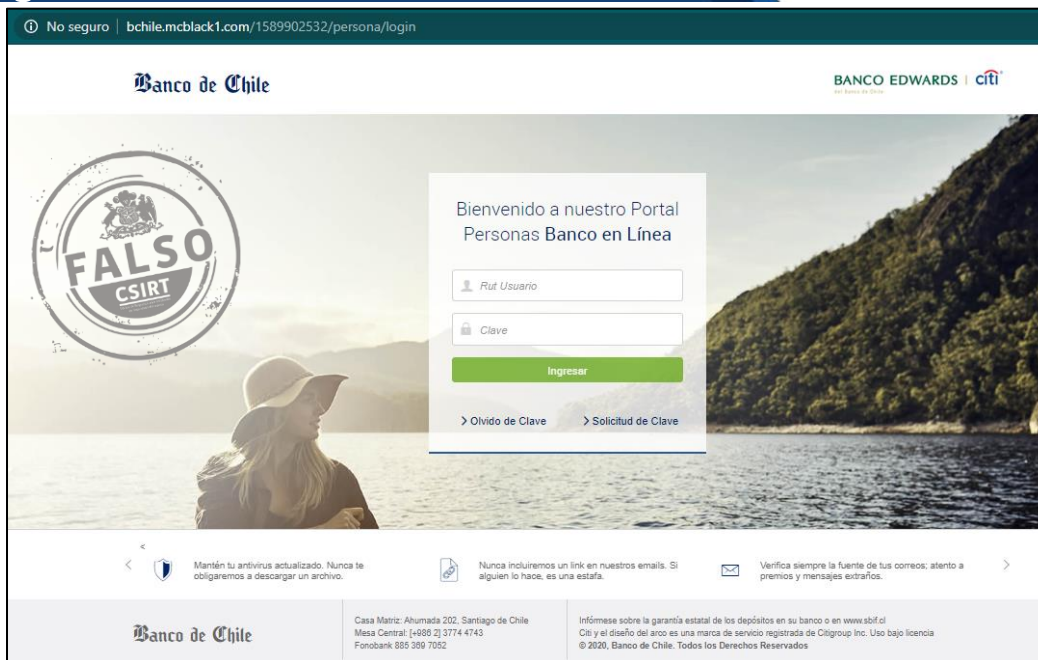 No seguro | bchile.mcblack1.com/1589902532/persona/login
Banco de Chile
BANCO EDWARDS | citi
del Banco de Chile
FALSO
CSIRT
Bienvenido a nuestro Portal
Personas Banco en Línea
Rut Usuario
Clave
Ingresar
> Olvido de Clave > Solicitud de Clave
<
< Mantén tu antivirus actualizado. Nunca te
obligaremos a descargar un archivo.
Nunca incluiremos un link en nuestros emails. Si
alguien lo hace, es una estafa.
Verifica siempre la fuente de tus correos; atento a >
premios y mensajes extraños.
Banco de Chile
Casa Matriz: Ahumada 202, Santiago de Chile
Mesa Central: [+986 2] 3774 4743
Fonobank 885 369 7052
Infórmese sobre la garantía estatal de los depósitos en su banco o en www.sbif.cl
Citi y el diseño del arco es una marca de servicio registrada de Citigroup Inc. Uso bajo licencia
© 2020, Banco de Chile. Todos los Derechos Reservados